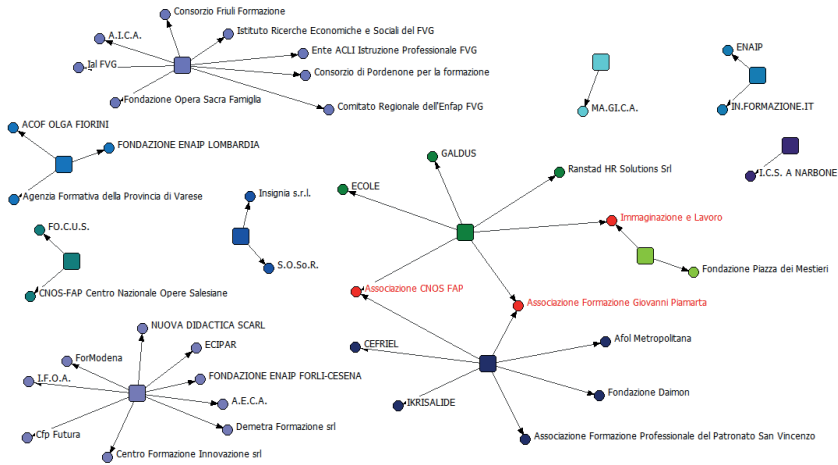 Consorzio Friuli Formazione
A.I.C.A.
Istituto Ricerche Economiche e Sociali del FVG
Ente ACLI Istruzione Professionale FVG
Ial FVG
Consorzio di Pordenone per la formazione
Fondazione Opera Sacra Famiglia
Comitato Regionale dell'Enfap FVG
ENAIP
MA.GI.C.A.
IN.FORMAZIONE.IT
ACOF OLGA FIORINI
FONDAZIONE ENAIP LOMBARDIA
Agenzia Formativa della Provincia di Varese
GALDUS
Ranstad HR Solutions Srl
I.C.S. A NARBONE
ECOLE
Insignia s.r.l.
Immaginazione e Lavoro
FO.C.U.S.
S.O.So.R.
Fondazione Piazza dei Mestieri
CNOS-FAP Centro Nazionale Opere Salesiane
Associazione CNOS FAP
Associazione Formazione Giovanni Piamarta
NUOVA DIDACTICA SCARL
ECIPAR
CEFRIEL
Afol Metropolitana
ForModena
I.F.O.A.
FONDAZIONE ENAIP FORLI-CESENA
A.E.C.A.
IKRISALIDE
Fondazione Daimon
Demetra Formazione srl
Cfp Futura
Associazione Formazione Professionale del Patronato San Vincenzo
Centro Formazione Innovazione srl